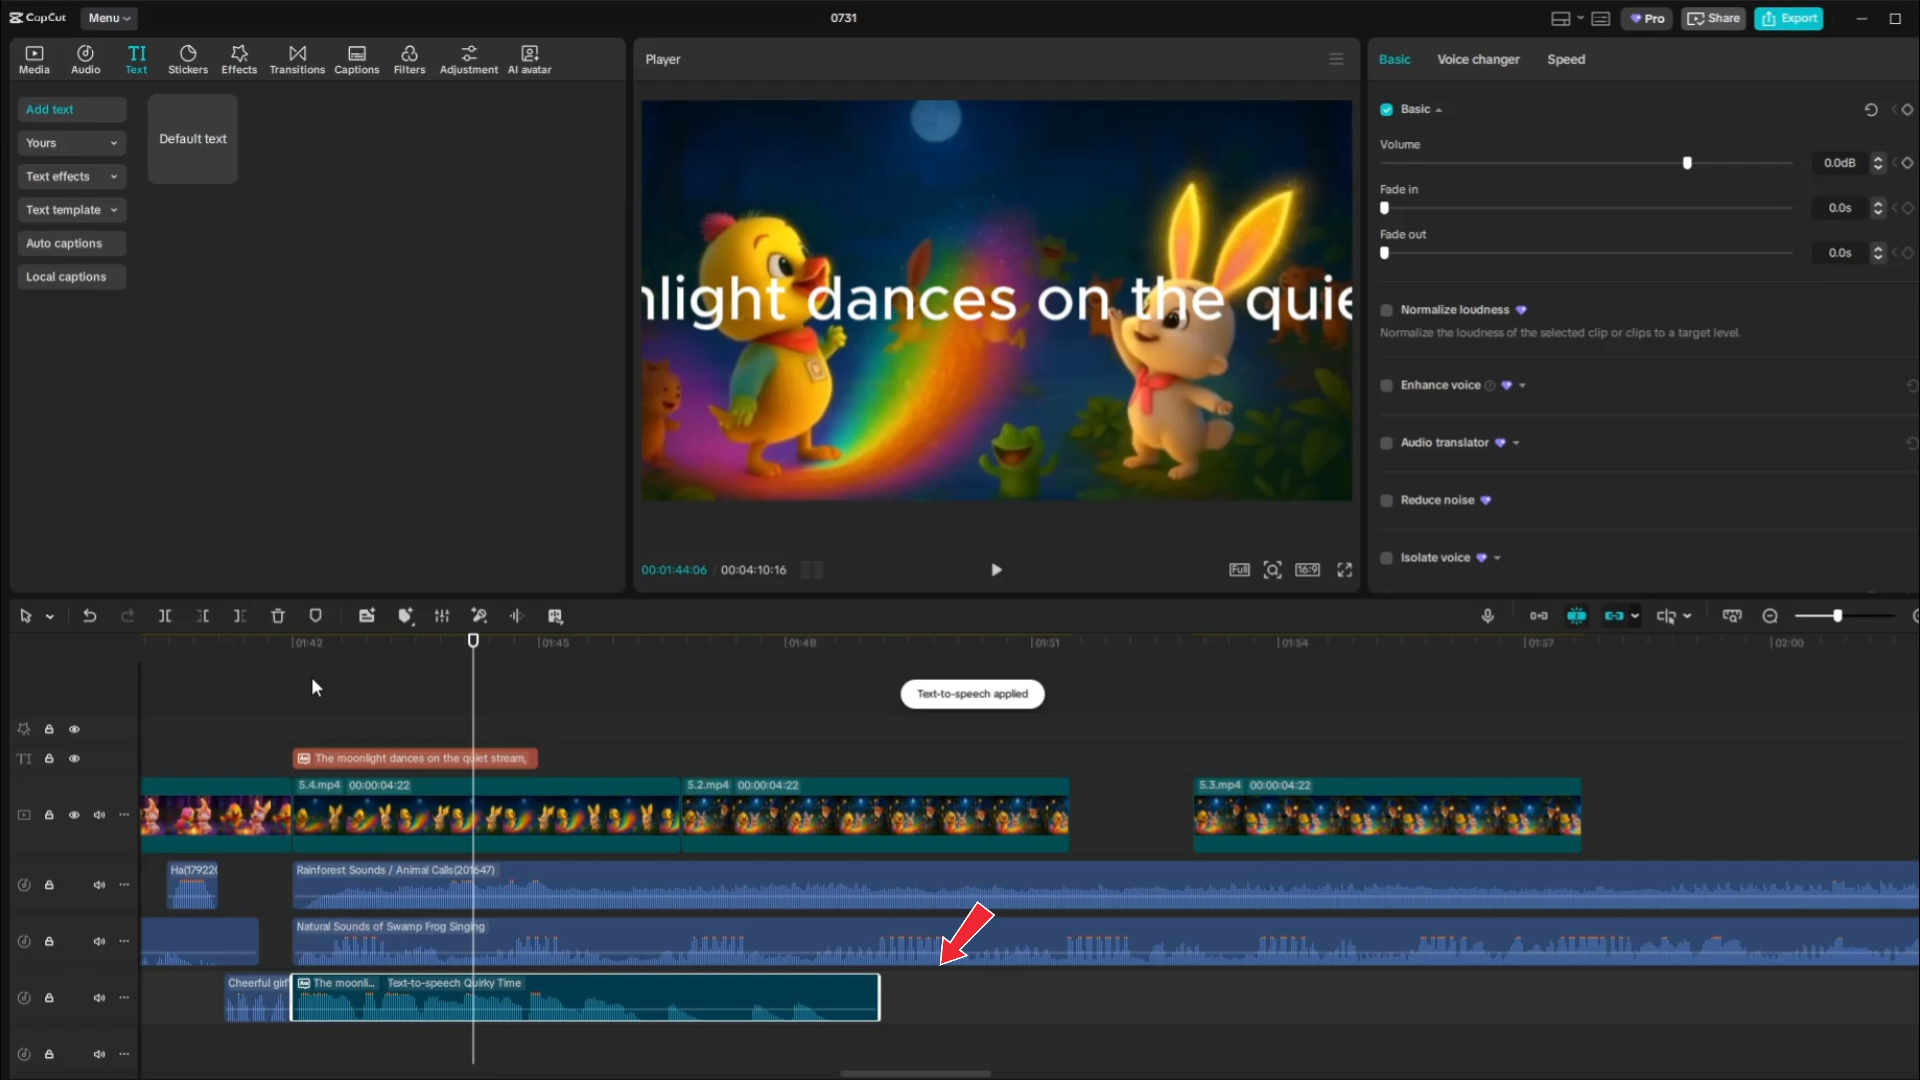 CapCut
Menu
0731
Pro
Share
Export
Media
Audio
TI
Text
Stickers
Effects
Transitions
Captions
Filters
Adjustment
AI avatar
Add text
Yours
Text effects
Text template
Auto captions
Local captions
Default text
Player
nlight dances on the quie
00:01:44:06 / 00:04:10:16
Full
16:9
Basic
Voice changer
Speed
Basic
Volume
0.0dB
Fade in
0.0s
Fade out
0.0s
Normalize loudness
Normalize the loudness of the selected clip or clips to a target level.
Enhance voice
Audio translator
Reduce noise
Isolate voice
01:42
01:45
01:48
01:51
01:54
01:57
02:00
Text-to-speech applied
TI
The moonlight dances on the quiet stream,
5.4.mp4 00:00:04:22
5.2.mp4 00:00:04:22
5.3.mp4 00:00:04:22
Ha(17922
Rainforest Sounds / Animal Calls(201647)
Natural Sounds of Swamp Frog Singing
Cheerful girl
The moonli... Text-to-speech Quirky Time